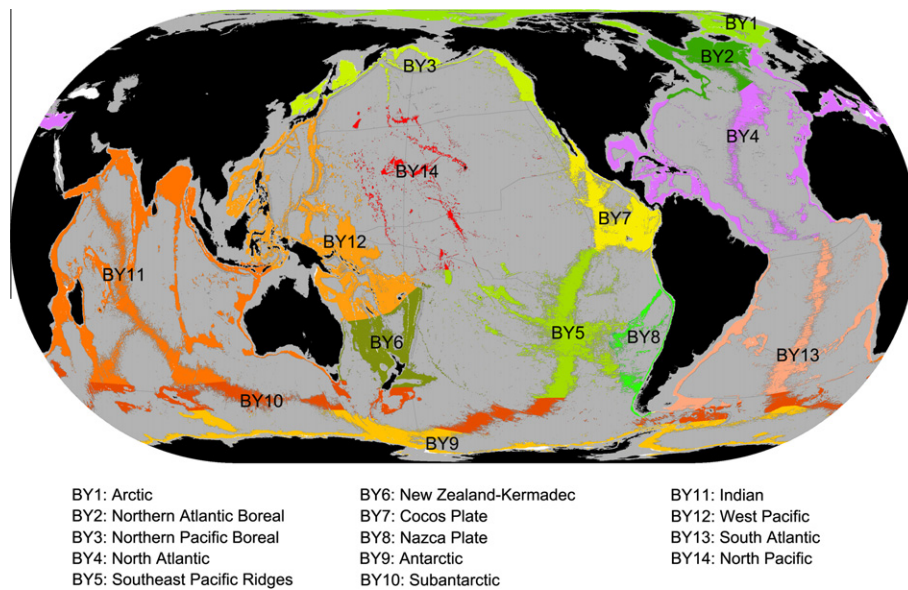 BY1
BY2
BY3
BY4
BY14
BY7
BY12
BY11
BY5
BY6
BY8
BY13
BY10
BY9
BY1: Arctic
BY2: Northern Atlantic Boreal
BY3: Northern Pacific Boreal
BY4: North Atlantic
BY5: Southeast Pacific Ridges
BY6: New Zealand-Kermadec
BY7: Cocos Plate
BY8: Nazca Plate
BY9: Antarctic
BY10: Subantarctic
BY11: Indian
BY12: West Pacific
BY13: South Atlantic
BY14: North Pacific